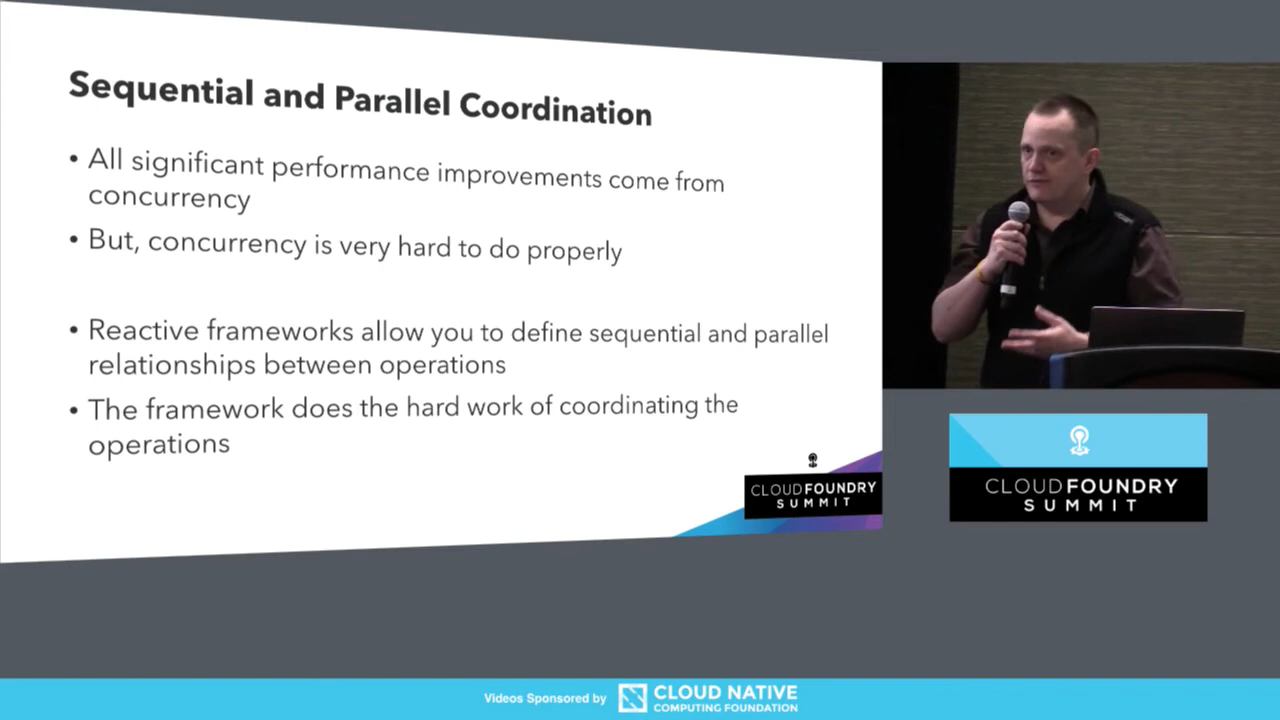 Sequential and Parallel Coordination
• All significant performance improvements come from
concurrency
• But, concurrency is very hard to do properly
• Reactive frameworks allow you to define sequential and parallel
relationships between operations
• The framework does the hard work of coordinating the
operations
CLOUDFOUNDRY
SUMMIT
CLOUDFOUNDRY
SUMMIT
Videos Sponsored by
CLOUD NATIVE
COMPUTING FOUNDATION